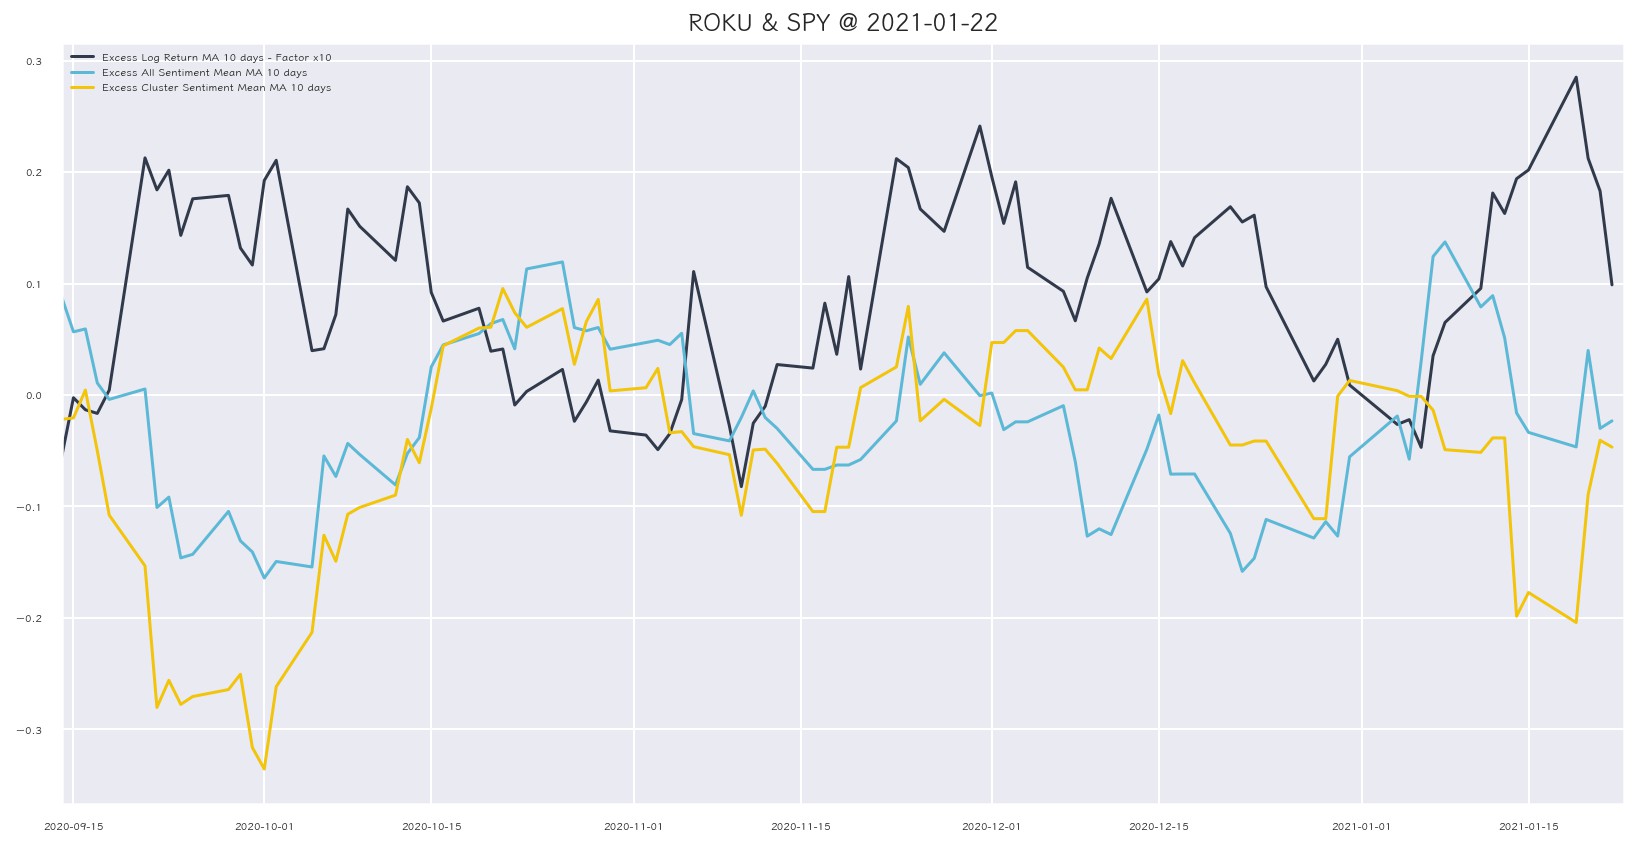 ROKU & SPY @ 2021-01-22
Excess Log Return MA 10 days - Factor x10
Excess All Sentiment Mean MA 10 days
Excess Cluster Sentiment Mean MA 10 days
0.3
0.2
0.1
0.0
−0.1
−0.2
−0.3
2020-09-15 2020-10-01 2020-10-15 2020-11-01 2020-11-15 2020-12-01 2020-12-15 2021-01-01 2021-01-15